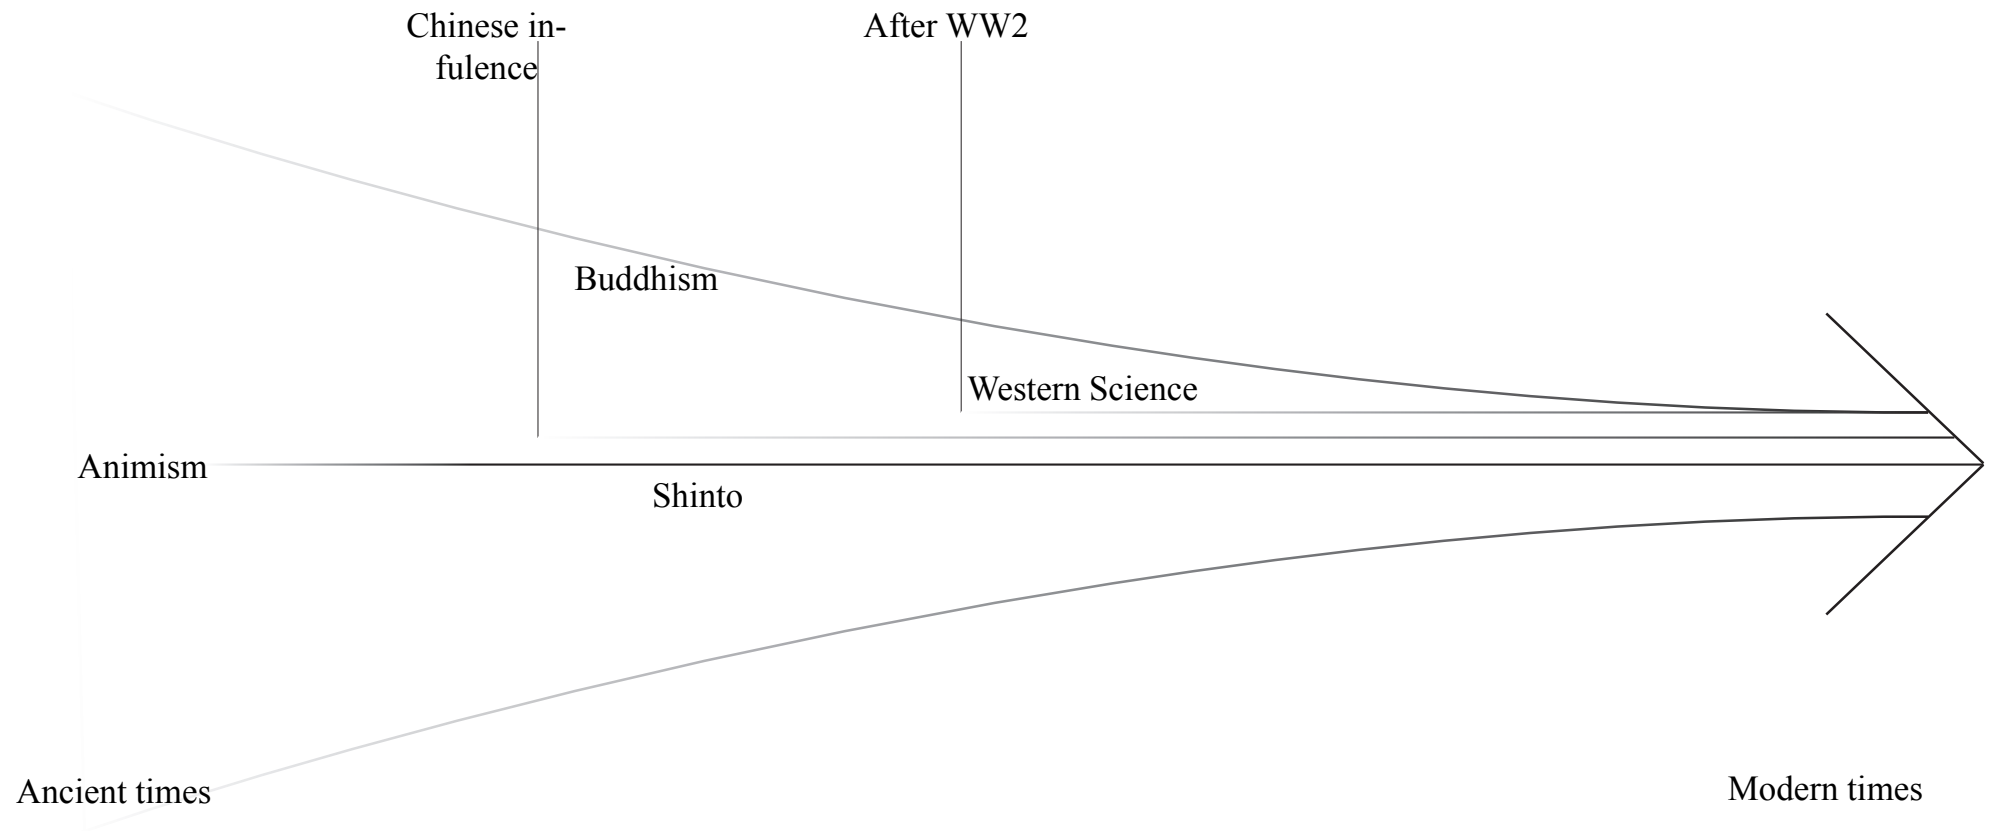 Chinese in-
fulence
After WW2
Buddhism
Western Science
Animism
Shinto
Ancient times
Modern times